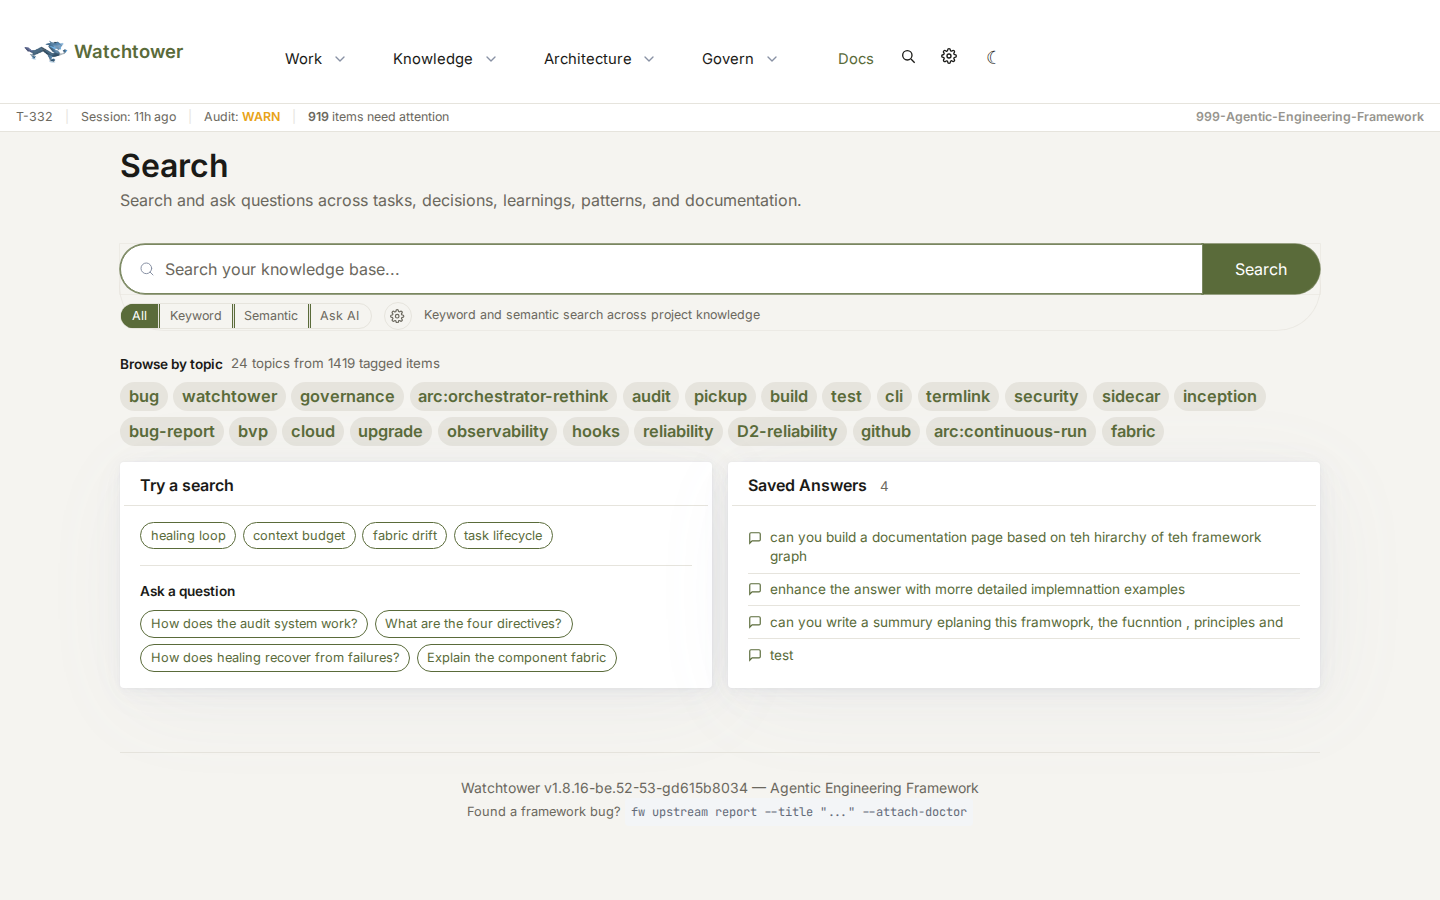 Watchtower
Work Knowledge Architecture Govern Docs
T-332 Session: 11h ago Audit: WARN 919 items need attention 999-Agentic-Engineering-Framework
Search
Search and ask questions across tasks, decisions, learnings, patterns, and documentation.
Search your knowledge base... Search
All Keyword Semantic Ask AI Keyword and semantic search across project knowledge
Browse by topic 24 topics from 1419 tagged items
bug watchtower governance arc:orchestrator-rethink audit pickup build test cli termlink security sidecar inception
bug-report bvp cloud upgrade observability hooks reliability D2-reliability github arc:continuous-run fabric
Try a search
healing loop context budget fabric drift task lifecycle
Ask a question
How does the audit system work? What are the four directives?
How does healing recover from failures? Explain the component fabric
Saved Answers 4
can you build a documentation page based on teh hirarchy of teh framework
graph
enhance the answer with morre detailed implemnattion examples
can you write a summury eplaning this framwoprk, the fucnntion , principles and
test
Watchtower v1.8.16-be.52-53-gd615b8034 — Agentic Engineering Framework
Found a framework bug? fw upstream report --title "..." --attach-doctor